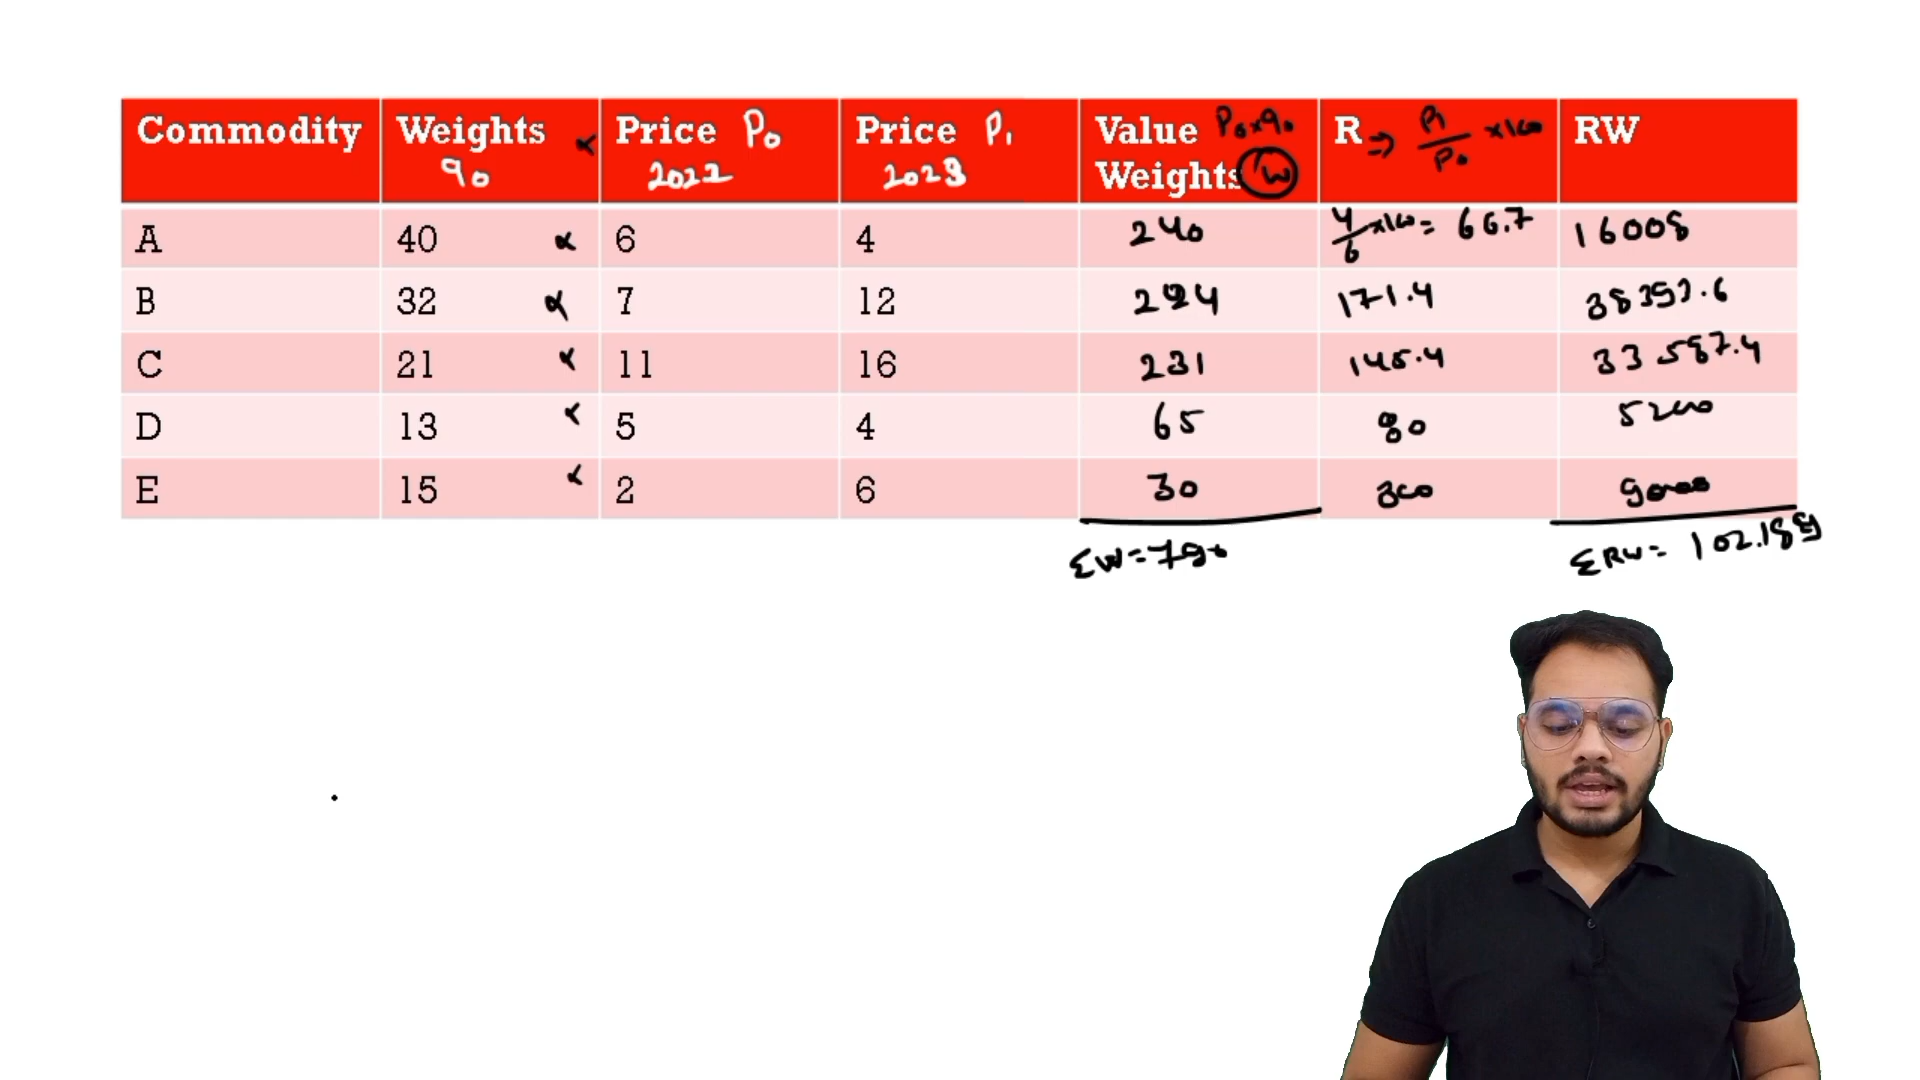 Commodity Weights q₀ × Price P₀ 2022 Price P₁ 2023 Value Weights P₀×q₀ W R ⇒ P₁/P₀ ×100 RW
A 40 × 6 4 240 4/6 ×100 = 66.7 16008
B 32 × 7 12 224 171.4 38393.6
C 21 × 11 16 231 145.4 33587.4
D 13 × 5 4 65 80 5200
E 15 × 2 6 30 300 9000
ΣW = 790 ΣRW = 102.189